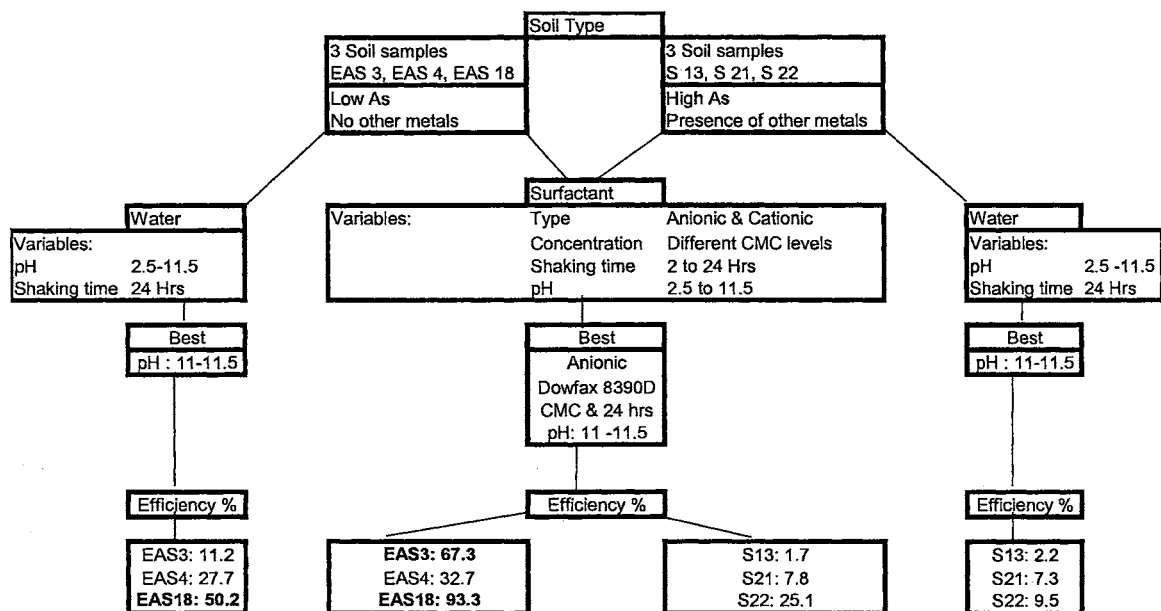 Soil Type
3 Soil samples
EAS 3, EAS 4, EAS 18
Low As
No other metals
3 Soil samples
S 13, S 21, S 22
High As
Presence of other metals
Water
Variables:
pH 2.5-11.5
Shaking time 24 Hrs
Surfactant
Variables: Type Anionic & Cationic
Concentration Different CMC levels
Shaking time 2 to 24 Hrs
pH 2.5 to 11.5
Water
Variables:
pH 2.5 -11.5
Shaking time 24 Hrs
Best
pH : 11-11.5
Best
Anionic
Dowfax 8390D
CMC & 24 hrs
pH: 11 -11.5
Best
pH : 11-11.5
Efficiency %
Efficiency %
Efficiency %
EAS3: 11.2
EAS4: 27.7
EAS18: 50.2
EAS3: 67.3
EAS4: 32.7
EAS18: 93.3
S13: 1.7
S21: 7.8
S22: 25.1
S13: 2.2
S21: 7.3
S22: 9.5